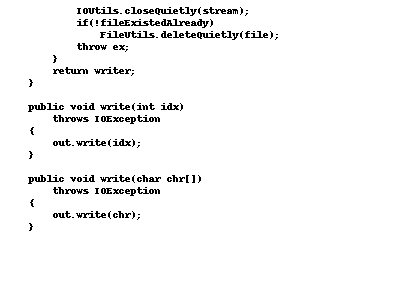 IOUtils.closeQuietly(stream);
if(!fileExistedAlready)
FileUtils.deleteQuietly(file);
throw ex;
}
return writer;
}
public void write(int idx)
throws IOException
{
out.write(idx);
}
public void write(char chr[])
throws IOException
{
out.write(chr);
}